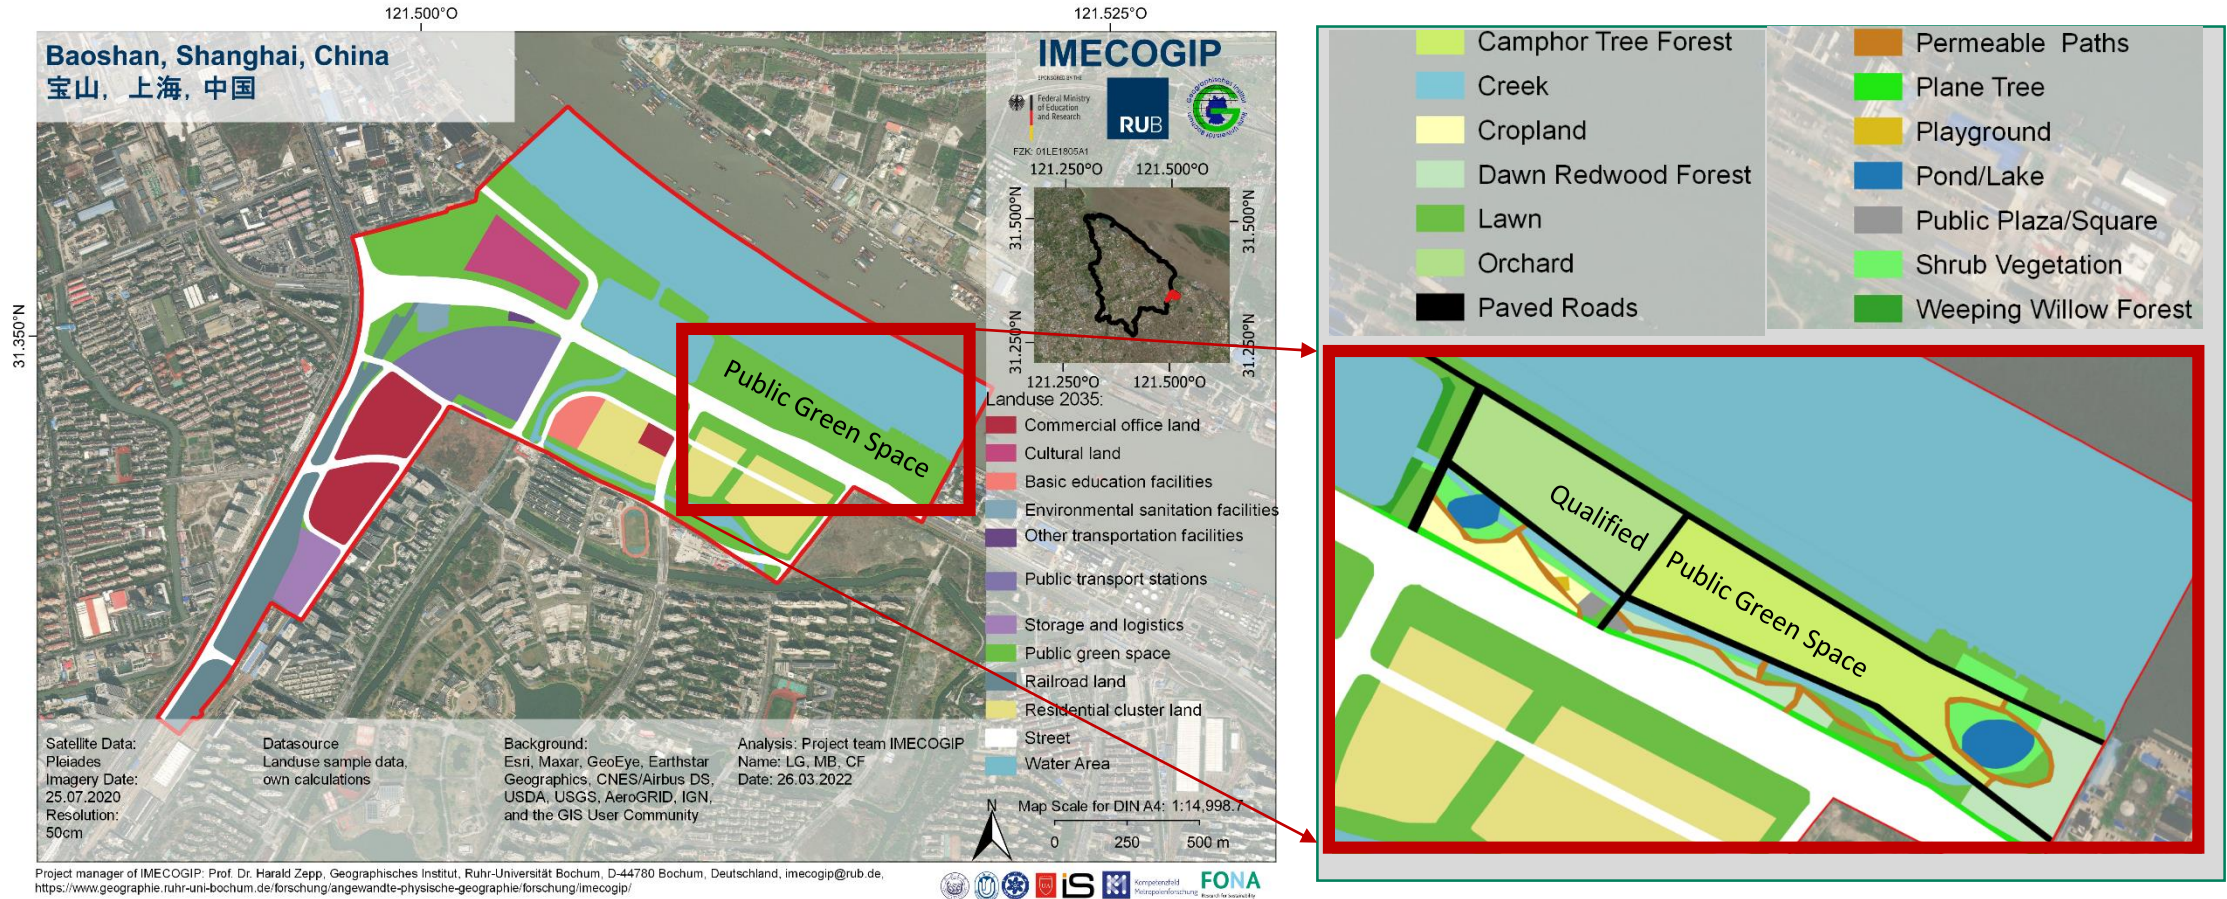 121.500°O
121.525°O
Baoshan, Shanghai, China
宝山, 上海, 中国
31.350°N
IMECOGIP
SPONSORED BY THE
Federal Ministry
of Education
and Research
RUB
FZK: 01LE1805A1
121.250°O
121.500°O
31.500°N
31.500°N
31.250°N
31.250°N
121.250°O
121.500°O
Landuse 2035:
Commercial office land
Cultural land
Basic education facilities
Environmental sanitation facilities
Other transportation facilities
Public transport stations
Storage and logistics
Public green space
Railroad land
Residential cluster land
Street
Water Area
N
Map Scale for DIN A4: 1:14,998.7
0 250 500 m
Public Green Space
Satellite Data:
Pleiades
Imagery Date:
25.07.2020
Resolution:
50cm
Datasource
Landuse sample data,
own calculations
Background:
Esri, Maxar, GeoEye, Earthstar
Geographics, CNES/Airbus DS,
USDA, USGS, AeroGRID, IGN,
and the GIS User Community
Analysis: Project team IMECOGIP
Name: LG, MB, CF
Date: 26.03.2022
Project manager of IMECOGIP: Prof. Dr. Harald Zepp, Geographisches Institut, Ruhr-Universität Bochum, D-44780 Bochum, Deutschland, imecogip@rub.de,
https://www.geographie.ruhr-uni-bochum.de/forschung/angewandte-physische-geographie/forschung/imecogip/
iS
Kompetenzfeld
Metropolenforschung
FONA
Research for Sustainability
Camphor Tree Forest
Creek
Cropland
Dawn Redwood Forest
Lawn
Orchard
Paved Roads
Permeable Paths
Plane Tree
Playground
Pond/Lake
Public Plaza/Square
Shrub Vegetation
Weeping Willow Forest
Qualified
Public Green Space